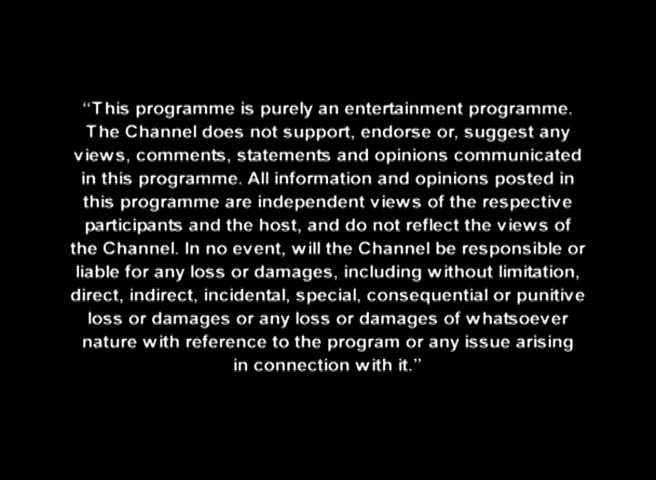 “This programme is purely an entertainment programme.
The Channel does not support, endorse or, suggest any
views, comments, statements and opinions communicated
in this programme. All information and opinions posted in
this programme are independent views of the respective
participants and the host, and do not reflect the views of
the Channel. In no event, will the Channel be responsible or
liable for any loss or damages, including without limitation,
direct, indirect, incidental, special, consequential or punitive
loss or damages or any loss or damages of whatsoever
nature with reference to the program or any issue arising
in connection with it.”